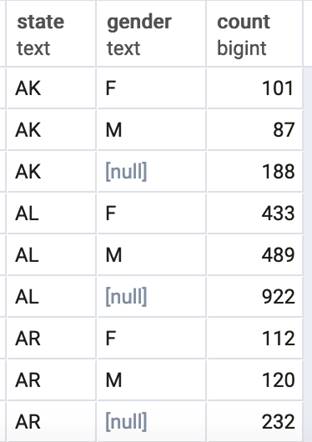 state gender count
text text bigint
AK F 101
AK M 87
AK [null] 188
AL F 433
AL M 489
AL [null] 922
AR F 112
AR M 120
AR [null] 232